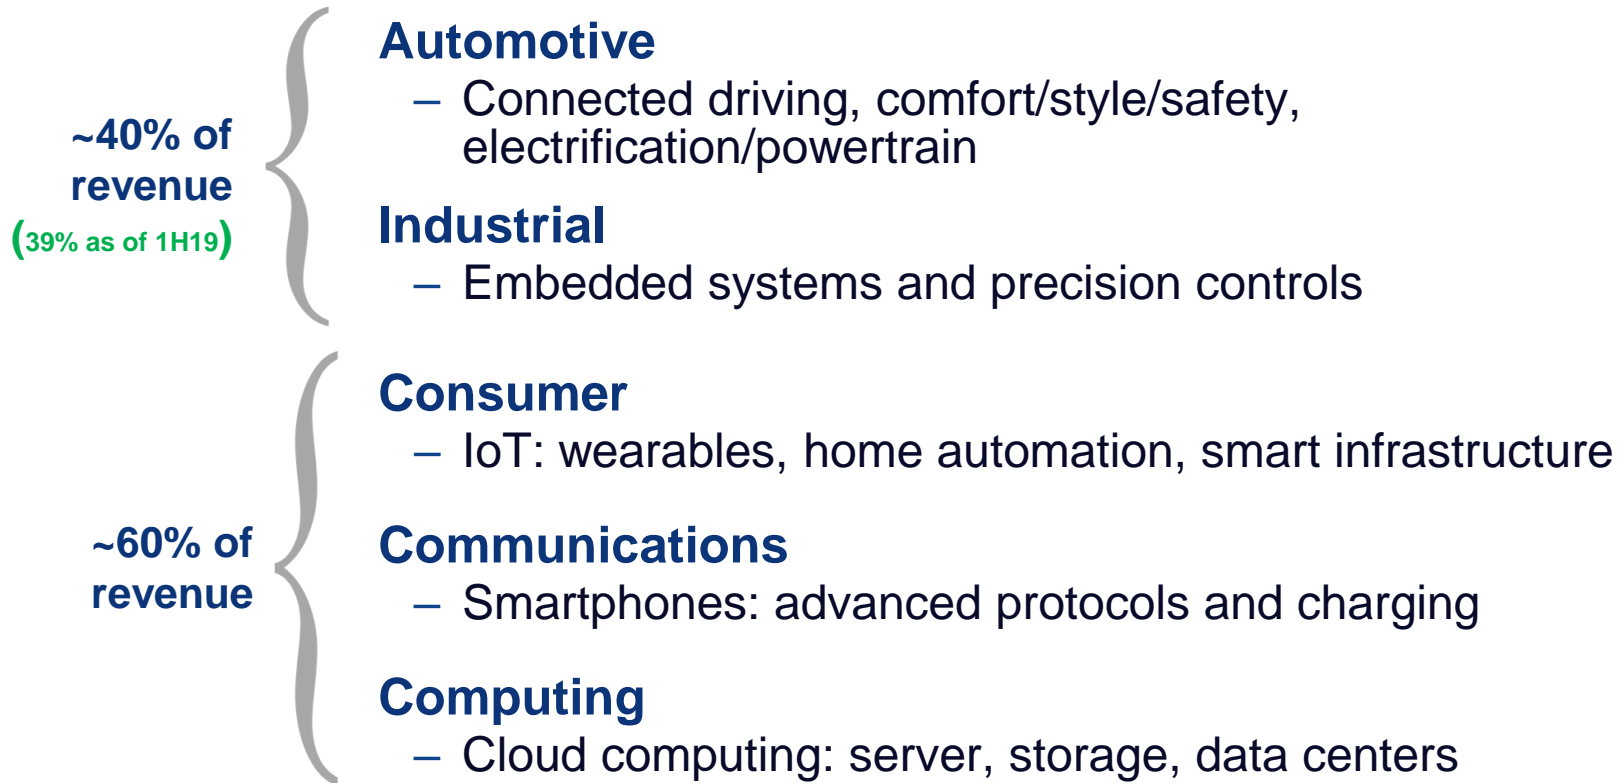 ~40% of
revenue
(39% as of 1H19)
Automotive
– Connected driving, comfort/style/safety,
electrification/powertrain
Industrial
– Embedded systems and precision controls
~60% of
revenue
Consumer
– IoT: wearables, home automation, smart infrastructure
Communications
– Smartphones: advanced protocols and charging
Computing
– Cloud computing: server, storage, data centers